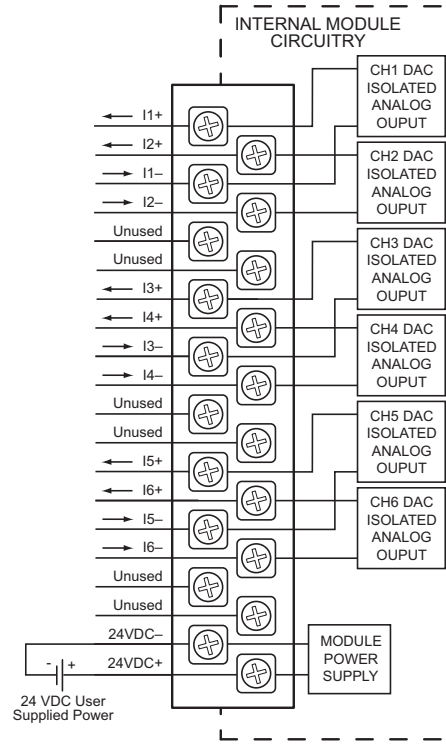 INTERNAL MODULE
CIRCUITRY
CH1 DAC
ISOLATED
ANALOG
OUPUT
I1+
I2+
I1–
I2–
CH2 DAC
ISOLATED
ANALOG
OUPUT
Unused
Unused
CH3 DAC
ISOLATED
ANALOG
OUPUT
I3+
I4+
I3–
I4–
CH4 DAC
ISOLATED
ANALOG
OUPUT
Unused
Unused
CH5 DAC
ISOLATED
ANALOG
OUPUT
I5+
I6+
I5–
I6–
CH6 DAC
ISOLATED
ANALOG
OUPUT
Unused
Unused
24VDC–
24VDC+
- +
MODULE
POWER
SUPPLY
24 VDC User
Supplied Power